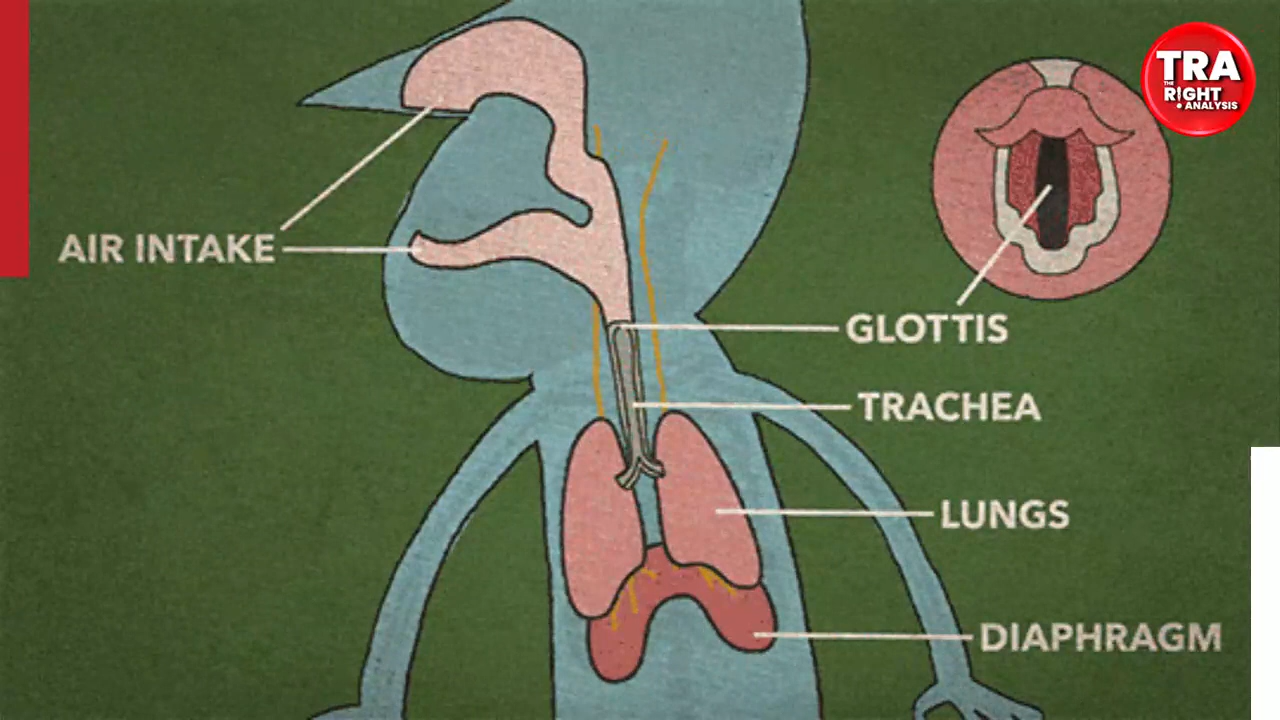 TRA
THE
RIGHT
ANALYSIS
AIR INTAKE
GLOTTIS
TRACHEA
LUNGS
DIAPHRAGM